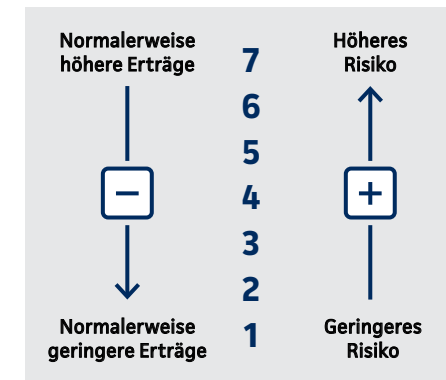 Normalerweise
höhere Erträge
7
Höheres
Risiko
6
5
4
3
2
Normalerweise
geringere Erträge
1
Geringeres
Risiko